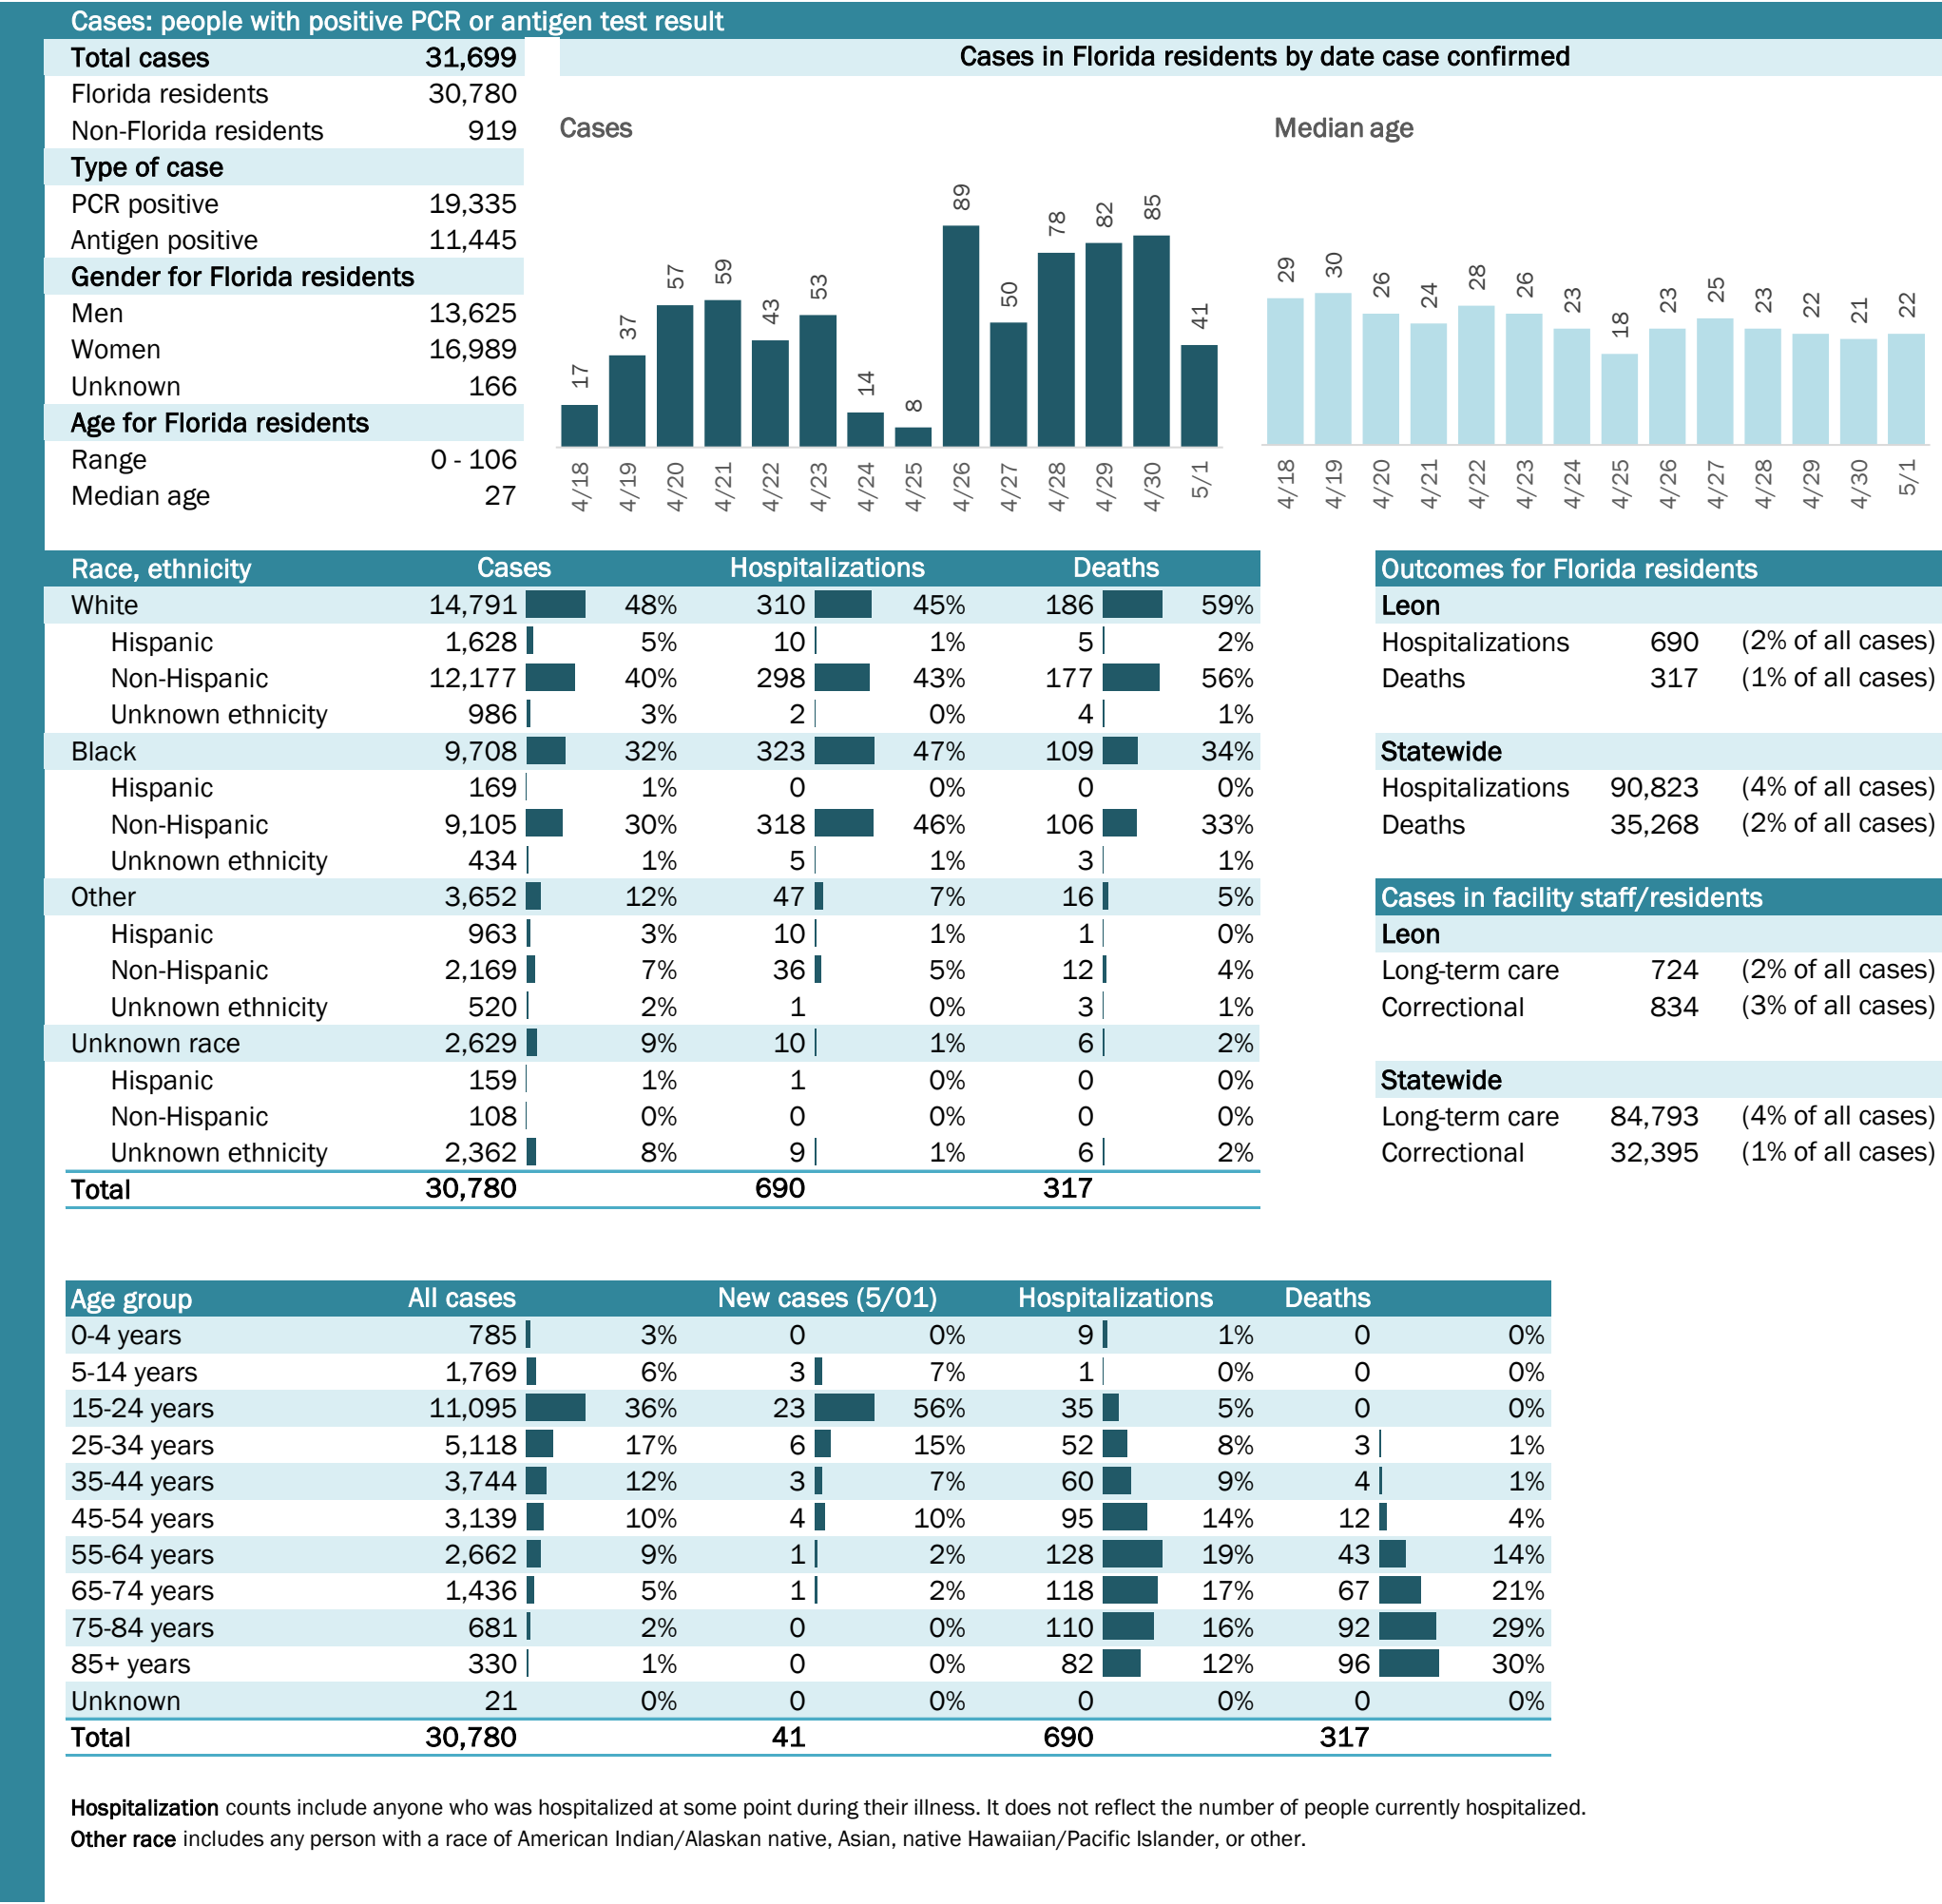 Cases: people with positive PCR or antigen test result
Total cases 31,699
Florida residents 30,780
Non-Florida residents 919
Type of case
PCR positive 19,335
Antigen positive 11,445
Gender for Florida residents
Men 13,625
Women 16,989
Unknown 166
Age for Florida residents
Range 0 - 106
Median age 27
Cases in Florida residents by date case confirmed
Cases
17 37 57 59 43 53 14 8 89 50 78 82 85 41
4/18 4/19 4/20 4/21 4/22 4/23 4/24 4/25 4/26 4/27 4/28 4/29 4/30 5/1
Median age
29 30 26 24 28 26 23 18 23 25 23 22 21 22
4/18 4/19 4/20 4/21 4/22 4/23 4/24 4/25 4/26 4/27 4/28 4/29 4/30 5/1
Race, ethnicity Cases Hospitalizations Deaths
White 14,791 48% 310 45% 186 59%
Hispanic 1,628 5% 10 1% 5 2%
Non-Hispanic 12,177 40% 298 43% 177 56%
Unknown ethnicity 986 3% 2 0% 4 1%
Black 9,708 32% 323 47% 109 34%
Hispanic 169 1% 0 0% 0 0%
Non-Hispanic 9,105 30% 318 46% 106 33%
Unknown ethnicity 434 1% 5 1% 3 1%
Other 3,652 12% 47 7% 16 5%
Hispanic 963 3% 10 1% 1 0%
Non-Hispanic 2,169 7% 36 5% 12 4%
Unknown ethnicity 520 2% 1 0% 3 1%
Unknown race 2,629 9% 10 1% 6 2%
Hispanic 159 1% 1 0% 0 0%
Non-Hispanic 108 0% 0 0% 0 0%
Unknown ethnicity 2,362 8% 9 1% 6 2%
Total 30,780 690 317
Outcomes for Florida residents
Leon
Hospitalizations 690 (2% of all cases)
Deaths 317 (1% of all cases)
Statewide
Hospitalizations 90,823 (4% of all cases)
Deaths 35,268 (2% of all cases)
Cases in facility staff/residents
Leon
Long-term care 724 (2% of all cases)
Correctional 834 (3% of all cases)
Statewide
Long-term care 84,793 (4% of all cases)
Correctional 32,395 (1% of all cases)
Age group All cases New cases (5/01) Hospitalizations Deaths
0-4 years 785 3% 0 0% 9 1% 0 0%
5-14 years 1,769 6% 3 7% 1 0% 0 0%
15-24 years 11,095 36% 23 56% 35 5% 0 0%
25-34 years 5,118 17% 6 15% 52 8% 3 1%
35-44 years 3,744 12% 3 7% 60 9% 4 1%
45-54 years 3,139 10% 4 10% 95 14% 12 4%
55-64 years 2,662 9% 1 2% 128 19% 43 14%
65-74 years 1,436 5% 1 2% 118 17% 67 21%
75-84 years 681 2% 0 0% 110 16% 92 29%
85+ years 330 1% 0 0% 82 12% 96 30%
Unknown 21 0% 0 0% 0 0% 0 0%
Total 30,780 41 690 317
Hospitalization counts include anyone who was hospitalized at some point during their illness. It does not reflect the number of people currently hospitalized.
Other race includes any person with a race of American Indian/Alaskan native, Asian, native Hawaiian/Pacific Islander, or other.